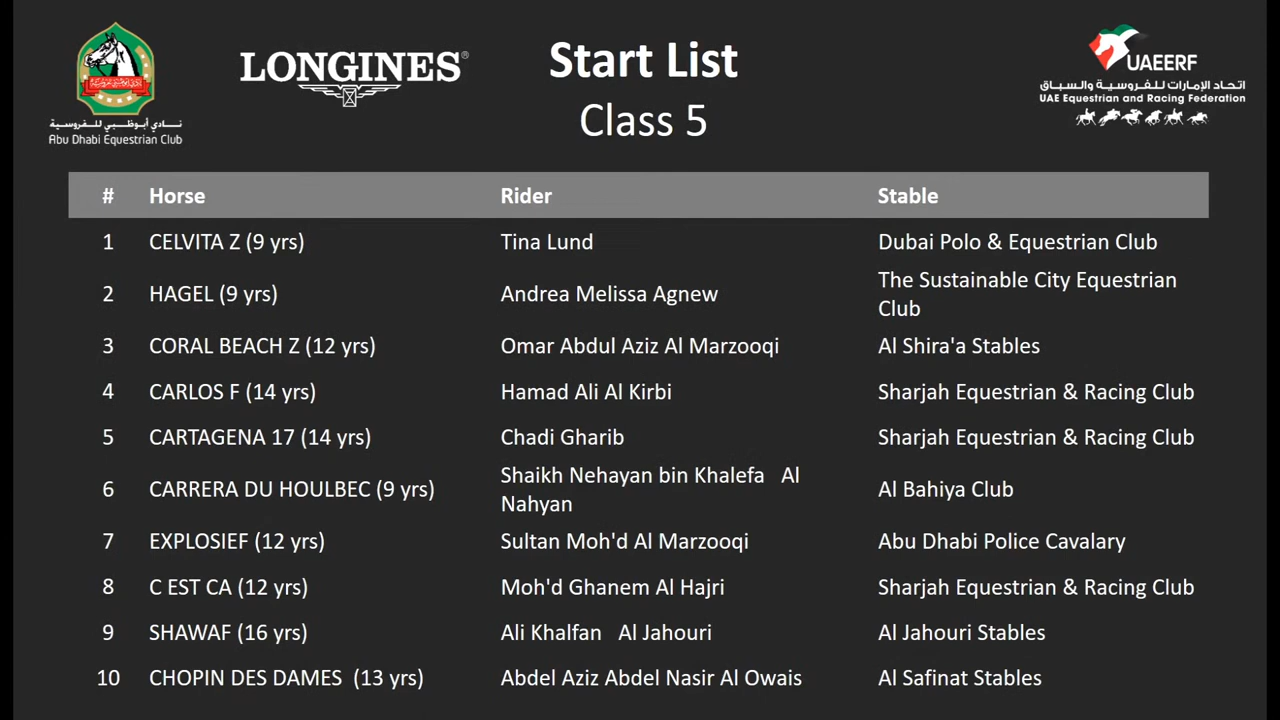 LONGINES®
Start List
Class 5
UAEERF
اتحاد الإمارات للفروسية والسباق
UAE Equestrian and Racing Federation
نادي أبوظبي للفروسية
Abu Dhabi Equestrian Club
# Horse Rider Stable
1 CELVITA Z (9 yrs) Tina Lund Dubai Polo & Equestrian Club
2 HAGEL (9 yrs) Andrea Melissa Agnew The Sustainable City Equestrian
Club
3 CORAL BEACH Z (12 yrs) Omar Abdul Aziz Al Marzooqi Al Shira'a Stables
4 CARLOS F (14 yrs) Hamad Ali Al Kirbi Sharjah Equestrian & Racing Club
5 CARTAGENA 17 (14 yrs) Chadi Gharib Sharjah Equestrian & Racing Club
6 CARRERA DU HOULBEC (9 yrs) Shaikh Nehayan bin Khalefa Al
Nahyan Al Bahiya Club
7 EXPLOSIEF (12 yrs) Sultan Moh'd Al Marzooqi Abu Dhabi Police Cavalary
8 C EST CA (12 yrs) Moh'd Ghanem Al Hajri Sharjah Equestrian & Racing Club
9 SHAWAF (16 yrs) Ali Khalfan Al Jahouri Al Jahouri Stables
10 CHOPIN DES DAMES (13 yrs) Abdel Aziz Abdel Nasir Al Owais Al Safinat Stables